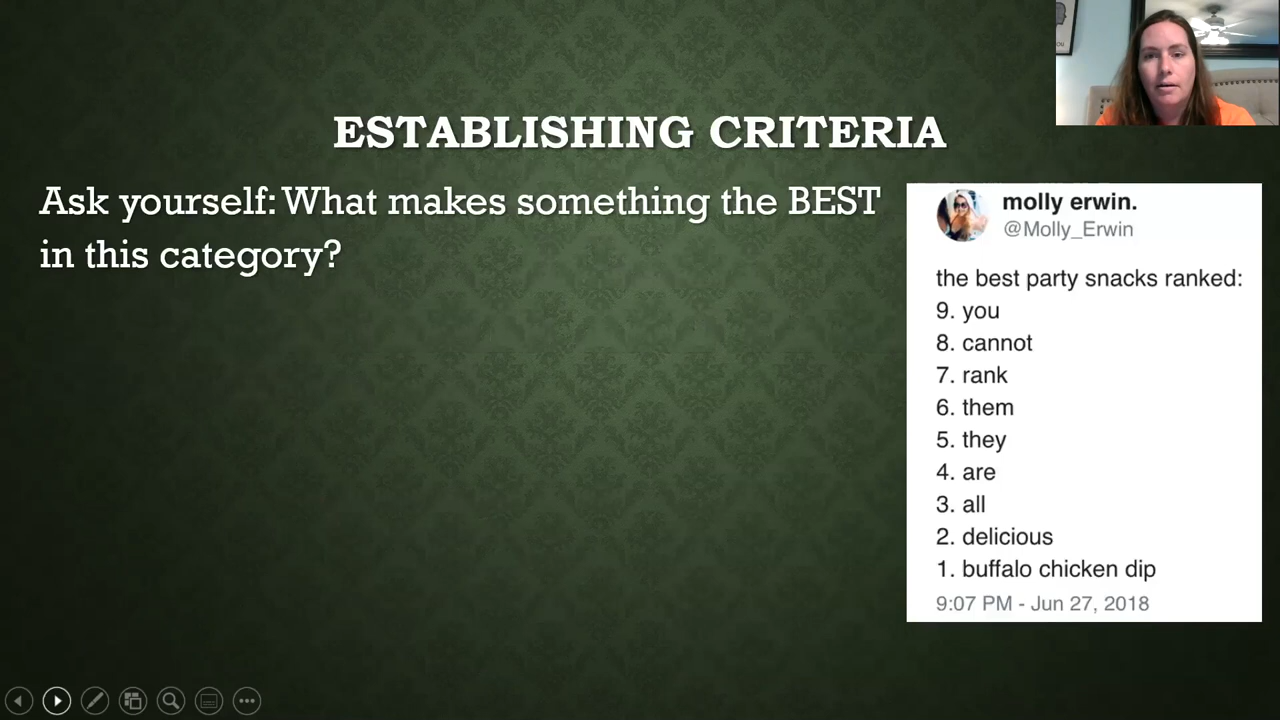 ESTABLISHING CRITERIA
Ask yourself: What makes something the BEST
in this category?
molly erwin.
@Molly_Erwin
the best party snacks ranked:
9. you
8. cannot
7. rank
6. them
5. they
4. are
3. all
2. delicious
1. buffalo chicken dip
9:07 PM - Jun 27, 2018